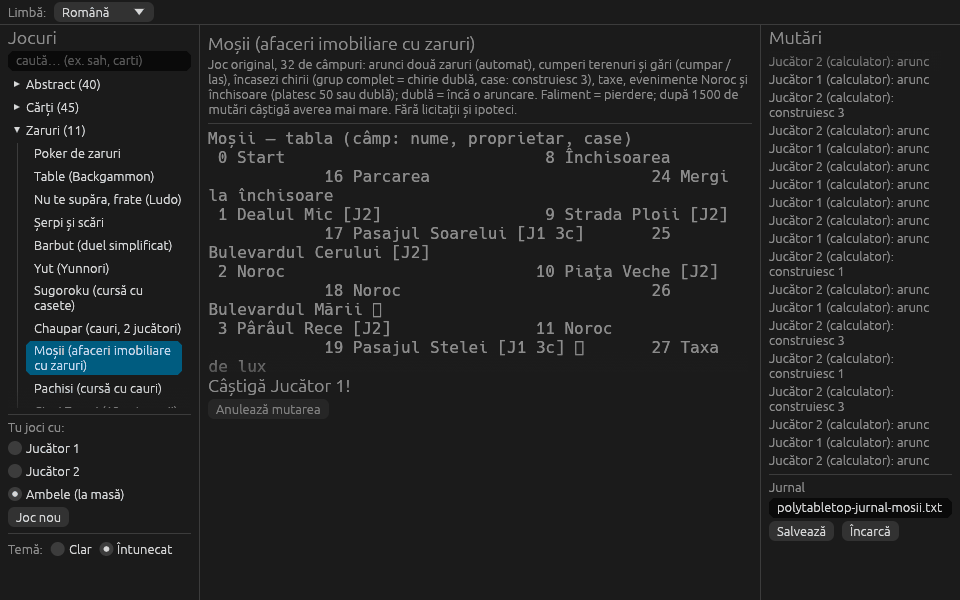 Limbă: Română
Jocuri
caută... (ex. sah, carti)
Abstract (40)
Cărți (45)
Zaruri (11)
Poker de zaruri
Table (Backgammon)
Nu te supăra, frate (Ludo)
Șerpi și scări
Barbut (duel simplificat)
Yut (Yunnori)
Sugoroku (cursă cu
casete)
Chaupar (cauri, 2 jucători)
Moșii (afaceri imobiliare
cu zaruri)
Pachisi (cursă cu cauri)
Tu joci cu:
Jucător 1
Jucător 2
Ambele (la masă)
Joc nou
Temă: Clar Întunecat
Moșii (afaceri imobiliare cu zaruri)
Joc original, 32 de câmpuri: arunci două zaruri (automat), cumperi terenuri și gări (cumpar /
las), încasezi chirii (grup complet = chirie dublă, case: construiesc 3), taxe, evenimente Noroc și
închisoare (platesc 50 sau dublă); dublă = încă o aruncare. Faliment = pierdere; după 1500 de
mutări câștigă averea mai mare. Fără licitații și ipoteci.
Moșii — tabla (câmp: nume, proprietar, case)
0 Start 8 Închisoarea
16 Parcarea 24 Mergi
la închisoare
1 Dealul Mic [J2] 9 Strada Ploii [J2]
17 Pasajul Soarelui [J1 3c] 25
Bulevardul Cerului [J2]
2 Noroc 10 Piața Veche [J2]
18 Noroc 26
Bulevardul Mării
3 Pârâul Rece [J2] 11 Noroc
19 Pasajul Stelei [J1 3c] 27 Taxa
de lux
Câștigă Jucător 1!
Anulează mutarea
Mutări
Jucător 2 (calculator): arunc
Jucător 1 (calculator): arunc
Jucător 2 (calculator):
construiesc 3
Jucător 2 (calculator): arunc
Jucător 1 (calculator): arunc
Jucător 2 (calculator): arunc
Jucător 1 (calculator): arunc
Jucător 1 (calculator): arunc
Jucător 2 (calculator): arunc
Jucător 1 (calculator): arunc
Jucător 2 (calculator):
construiesc 1
Jucător 2 (calculator): arunc
Jucător 1 (calculator): arunc
Jucător 2 (calculator):
construiesc 3
Jucător 2 (calculator):
construiesc 1
Jucător 2 (calculator):
construiesc 3
Jucător 2 (calculator): arunc
Jucător 1 (calculator): arunc
Jucător 2 (calculator): arunc
Jurnal
polytabletop-jurnal-mosii.txt
Salvează Încarcă